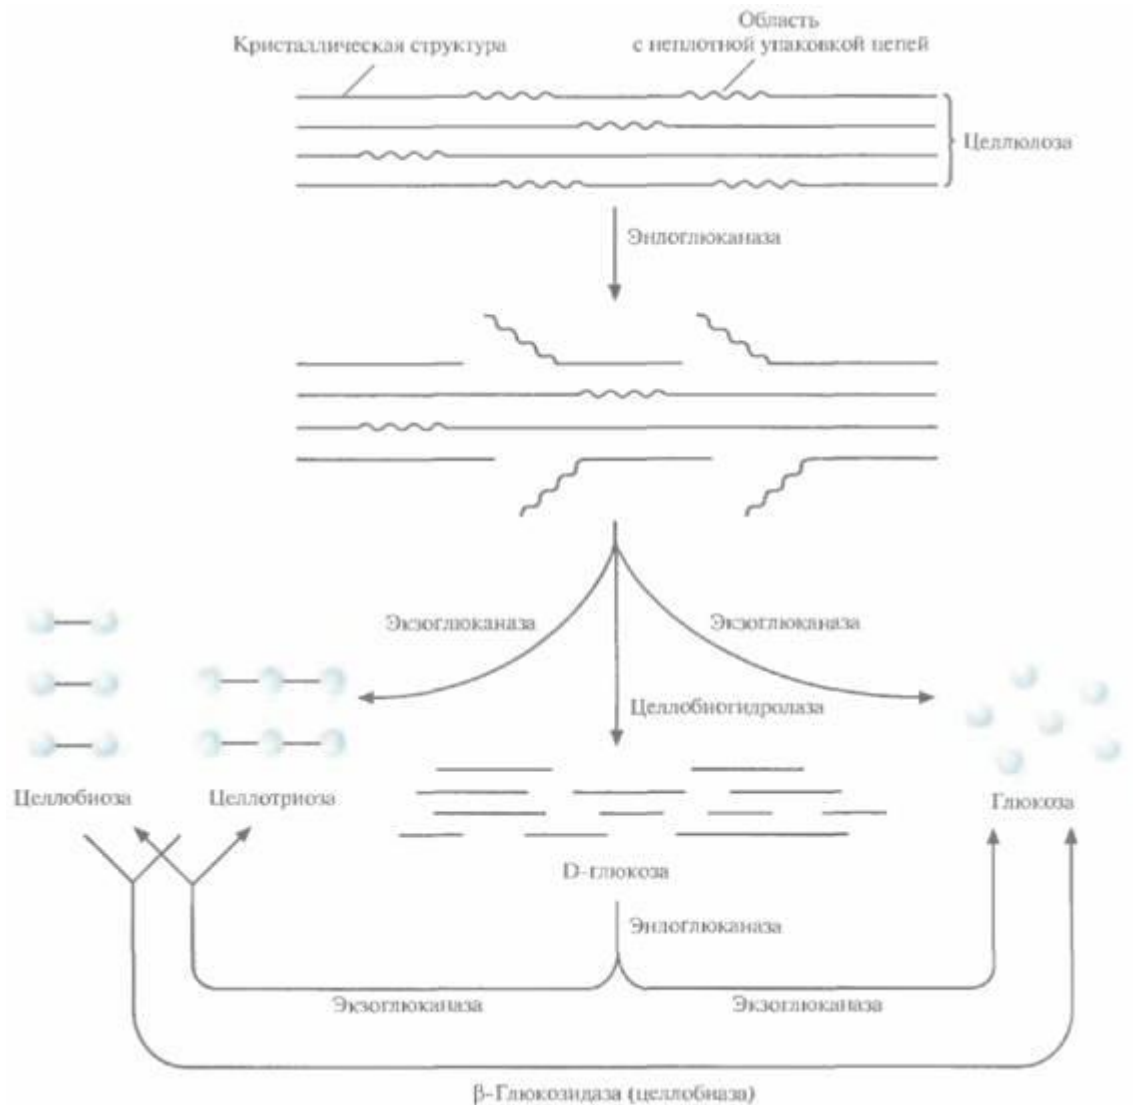 Область
с неплотной упаковкой цепей
Кристаллическая структура
Целлюлоза
Эндоглюканаза
Экзоглюканаза
Экзоглюканаза
Целлобиогидролаза
Целлобиоза
Целлотриоза
Глюкоза
D-глюкоза
Эндоглюканаза
Экзоглюканаза
Экзоглюканаза
β-Глюкозидаза (целлобиаза)